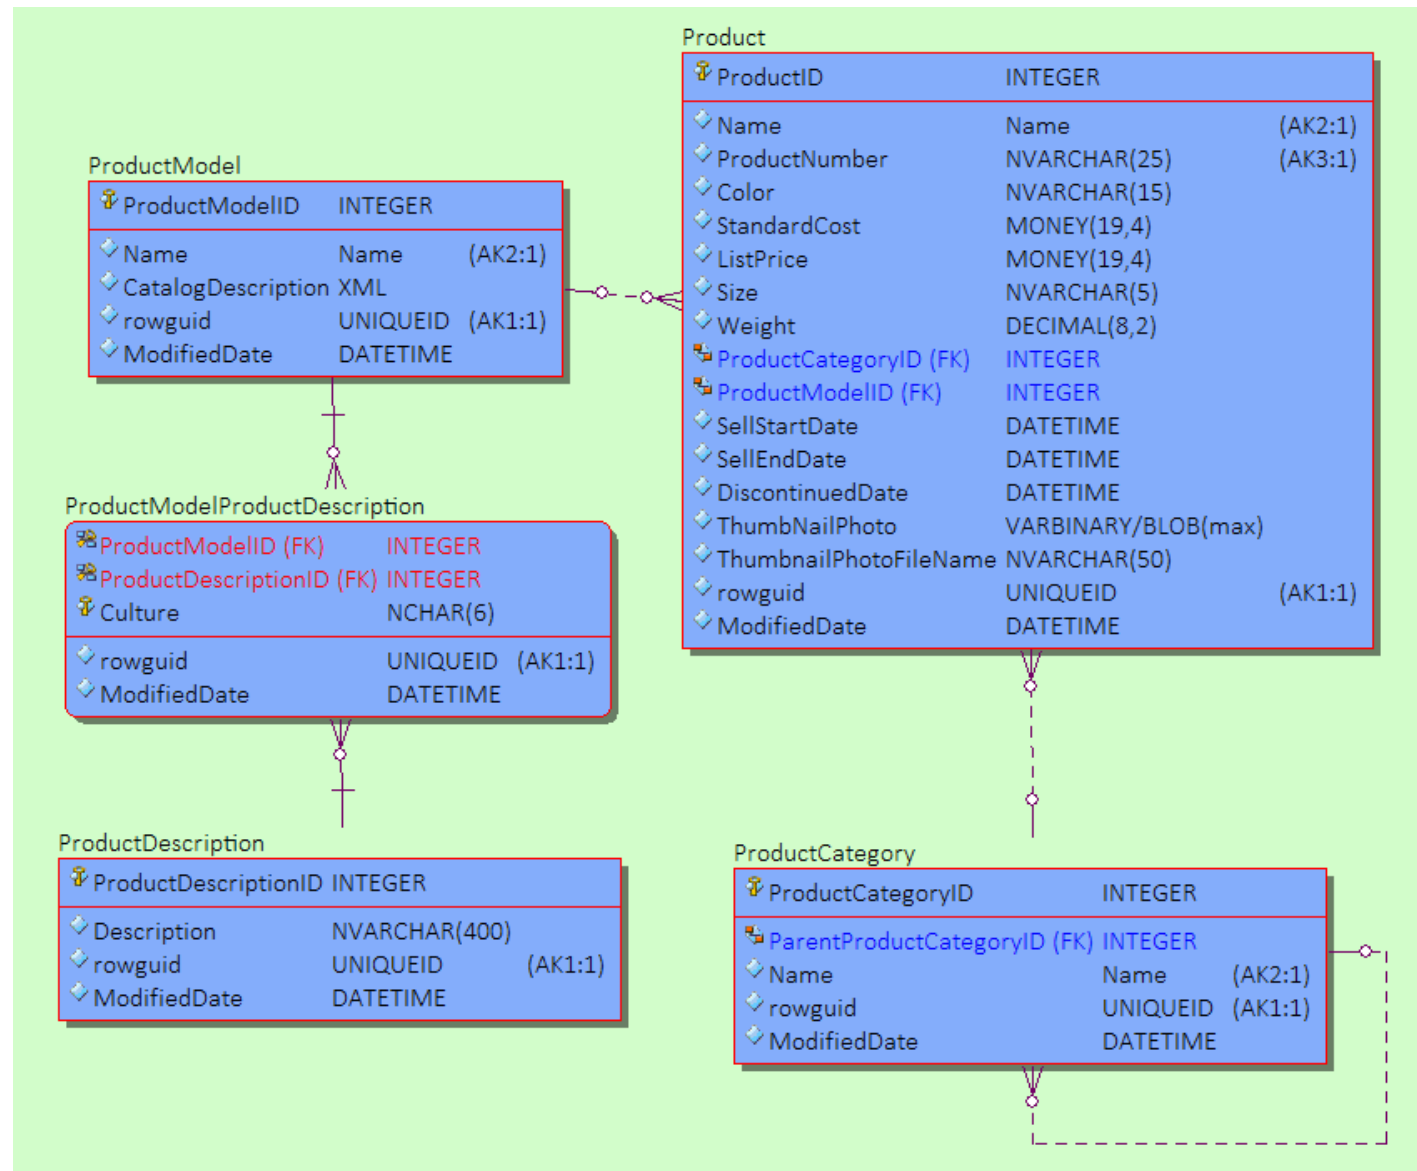 Product
ProductID INTEGER
Name Name (AK2:1)
ProductNumber NVARCHAR(25) (AK3:1)
Color NVARCHAR(15)
StandardCost MONEY(19,4)
ListPrice MONEY(19,4)
Size NVARCHAR(5)
Weight DECIMAL(8,2)
ProductCategoryID (FK) INTEGER
ProductModelID (FK) INTEGER
SellStartDate DATETIME
SellEndDate DATETIME
DiscontinuedDate DATETIME
ThumbNailPhoto VARBINARY/BLOB(max)
ThumbnailPhotoFileName NVARCHAR(50)
rowguid UNIQUEID (AK1:1)
ModifiedDate DATETIME
ProductModel
ProductModelID INTEGER
Name Name (AK2:1)
CatalogDescription XML
rowguid UNIQUEID (AK1:1)
ModifiedDate DATETIME
ProductModelProductDescription
ProductModelID (FK) INTEGER
ProductDescriptionID (FK) INTEGER
Culture NCHAR(6)
rowguid UNIQUEID (AK1:1)
ModifiedDate DATETIME
ProductDescription
ProductDescriptionID INTEGER
Description NVARCHAR(400)
rowguid UNIQUEID (AK1:1)
ModifiedDate DATETIME
ProductCategory
ProductCategoryID INTEGER
ParentProductCategoryID (FK) INTEGER
Name Name (AK2:1)
rowguid UNIQUEID (AK1:1)
ModifiedDate DATETIME